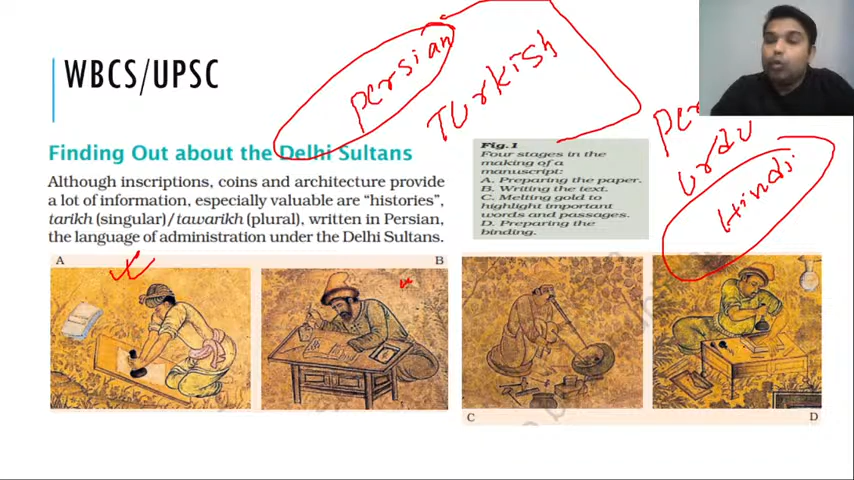 WBCS/UPSC
Persian
Turkish
Per
urdu
Hindi
Finding Out about the Delhi Sultans
Although inscriptions, coins and architecture provide
a lot of information, especially valuable are “histories”,
tarikh (singular)/tawarikh (plural), written in Persian,
the language of administration under the Delhi Sultans.
Fig.1
Four stages in the
making of a
manuscript:
A. Preparing the paper.
B. Writing the text.
C. Melting gold to
highlight important
words and passages.
D. Preparing the
binding.
A
B
C
D